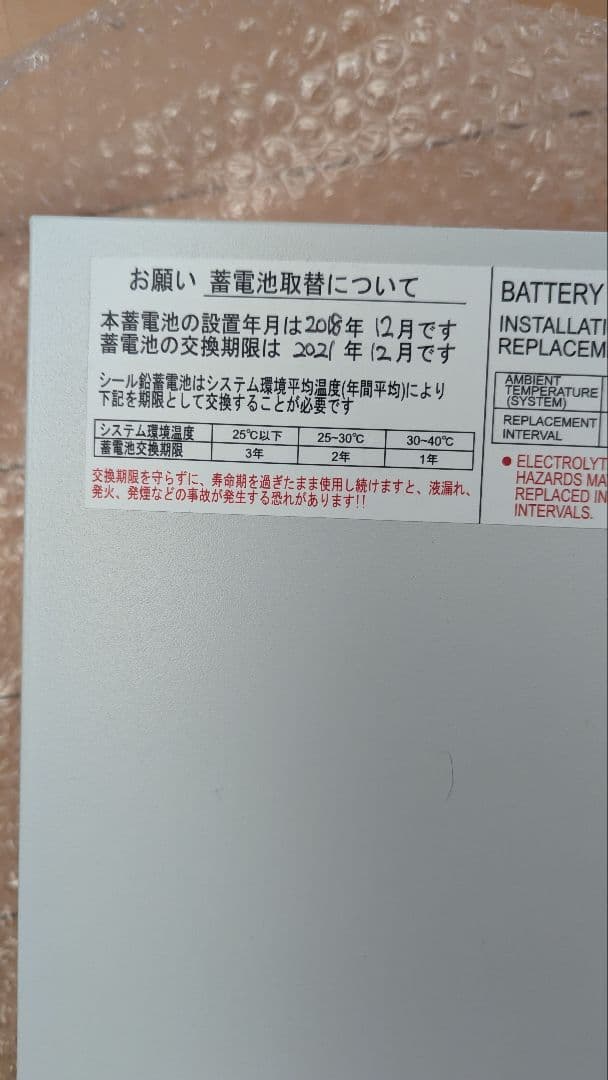 お願い 蓄電池取替について
本蓄電池の設置年月は2018年 12月です
蓄電池の交換期限は 2021 年 12月です
シール鉛蓄電池はシステム環境平均温度(年間平均)により
下記を期限として交換することが必要です
システム環境温度 25℃以下 25~30℃ 30~40℃
蓄電池交換期限 3年 2年 1年
交換期限を守らずに、寿命期を過ぎたまま使用し続けますと、液漏れ、
発火、発煙などの事故が発生する恐れがあります!!
BATTERY
INSTALLATI
REPLACEM
AMBIENT
TEMPERATURE
(SYSTEM)
REPLACEMENT
INTERVAL
● ELECTROLYT
HAZARDS MA
REPLACED IN
INTERVALS.